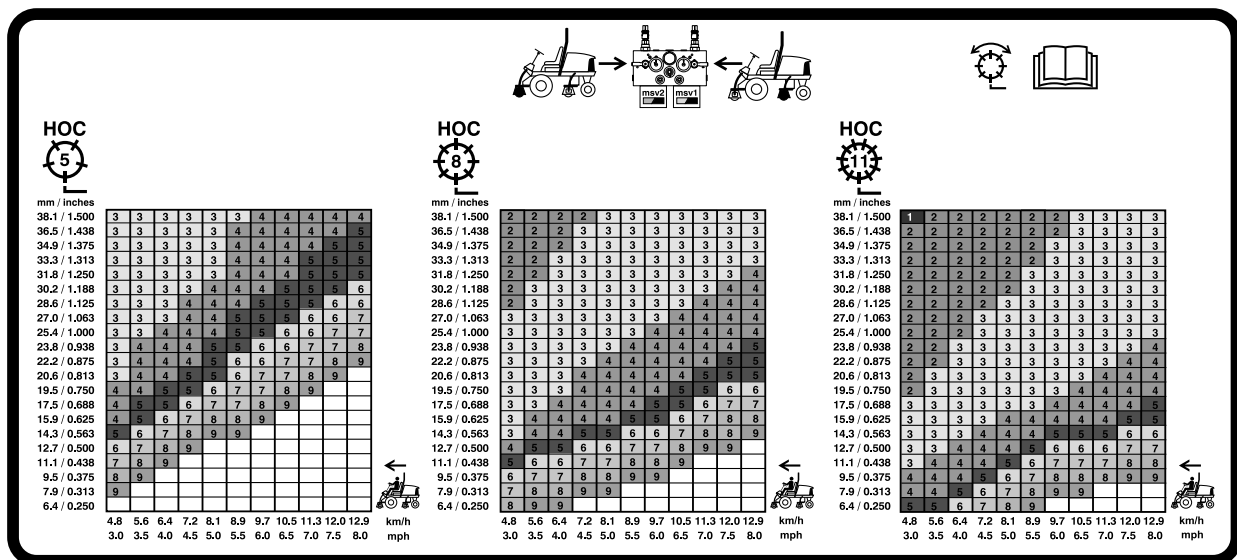 msv2 msv1
HOC
5
mm / inches
38.1 / 1.500 3 3 3 3 3 3 4 4 4 4 4
36.5 / 1.438 3 3 3 3 3 4 4 4 4 4 5
34.9 / 1.375 3 3 3 3 3 4 4 4 4 5 5
33.3 / 1.313 3 3 3 3 3 4 4 4 5 5 5
31.8 / 1.250 3 3 3 3 3 4 4 4 5 5 5
30.2 / 1.188 3 3 3 3 4 4 4 5 5 5 6
28.6 / 1.125 3 3 3 4 4 4 5 5 5 6 6
27.0 / 1.063 3 3 3 4 4 5 5 5 6 6 7
25.4 / 1.000 3 3 4 4 4 5 5 6 6 7 7
23.8 / 0.938 3 4 4 4 5 5 6 6 7 7 8
22.2 / 0.875 3 4 4 4 5 6 6 7 7 8 9
20.6 / 0.813 3 4 4 5 5 6 7 7 8 9
19.5 / 0.750 4 4 5 5 6 7 7 8 9
17.5 / 0.688 4 5 5 6 7 7 8 9
15.9 / 0.625 4 5 6 7 7 8 9
14.3 / 0.563 5 6 7 8 9 9
12.7 / 0.500 6 7 8 9
11.1 / 0.438 7 8 9
9.5 / 0.375 8 9
7.9 / 0.313 9
6.4 / 0.250
4.8 5.6 6.4 7.2 8.1 8.9 9.7 10.5 11.3 12.0 12.9 km/h
3.0 3.5 4.0 4.5 5.0 5.5 6.0 6.5 7.0 7.5 8.0 mph
HOC
8
mm / inches
38.1 / 1.500 2 2 2 2 3 3 3 3 3 3 3
36.5 / 1.438 2 2 2 3 3 3 3 3 3 3 3
34.9 / 1.375 2 2 2 3 3 3 3 3 3 3 3
33.3 / 1.313 2 2 3 3 3 3 3 3 3 3 3
31.8 / 1.250 2 2 3 3 3 3 3 3 3 3 4
30.2 / 1.188 2 3 3 3 3 3 3 3 3 4 4
28.6 / 1.125 2 3 3 3 3 3 3 3 4 4 4
27.0 / 1.063 3 3 3 3 3 3 3 4 4 4 4
25.4 / 1.000 3 3 3 3 3 3 4 4 4 4 4
23.8 / 0.938 3 3 3 3 3 4 4 4 4 4 5
22.2 / 0.875 3 3 3 3 4 4 4 4 4 5 5
20.6 / 0.813 3 3 3 4 4 4 4 4 5 5 5
19.5 / 0.750 3 3 3 4 4 4 4 5 5 6 6
17.5 / 0.688 3 3 4 4 4 4 5 5 6 7 7
15.9 / 0.625 3 4 4 4 4 5 5 6 7 8 8
14.3 / 0.563 3 4 4 5 5 6 6 7 8 8 9
12.7 / 0.500 4 5 5 6 6 7 7 8 9 9
11.1 / 0.438 5 6 6 7 7 8 8 9
9.5 / 0.375 6 7 7 8 8 9 9
7.9 / 0.313 7 8 8 9 9
6.4 / 0.250 8 9 9
4.8 5.6 6.4 7.2 8.1 8.9 9.7 10.5 11.3 12.0 12.9 km/h
3.0 3.5 4.0 4.5 5.0 5.5 6.0 6.5 7.0 7.5 8.0 mph
HOC
11
mm / inches
38.1 / 1.500 1 2 2 2 2 2 2 3 3 3 3
36.5 / 1.438 2 2 2 2 2 2 2 3 3 3 3
34.9 / 1.375 2 2 2 2 2 2 3 3 3 3 3
33.3 / 1.313 2 2 2 2 2 2 3 3 3 3 3
31.8 / 1.250 2 2 2 2 2 3 3 3 3 3 3
30.2 / 1.188 2 2 2 2 2 3 3 3 3 3 3
28.6 / 1.125 2 2 2 2 3 3 3 3 3 3 3
27.0 / 1.063 2 2 2 3 3 3 3 3 3 3 3
25.4 / 1.000 2 2 2 3 3 3 3 3 3 3 3
23.8 / 0.938 2 2 3 3 3 3 3 3 3 3 4
22.2 / 0.875 2 2 3 3 3 3 3 3 3 4 4
20.6 / 0.813 2 3 3 3 3 3 3 3 4 4 4
19.5 / 0.750 2 3 3 3 3 3 3 4 4 4 4
17.5 / 0.688 3 3 3 3 3 3 4 4 4 4 5
15.9 / 0.625 3 3 3 3 4 4 4 4 4 5 5
14.3 / 0.563 3 3 3 4 4 4 5 5 5 6 6
12.7 / 0.500 3 3 4 4 4 5 6 6 6 7 7
11.1 / 0.438 3 4 4 4 5 6 6 7 7 8 8
9.5 / 0.375 4 4 4 5 6 7 8 8 8 9 9
7.9 / 0.313 4 4 5 6 7 8 9 9
6.4 / 0.250 5 5 6 7 8 9
4.8 5.6 6.4 7.2 8.1 8.9 9.7 10.5 11.3 12.0 12.9 km/h
3.0 3.5 4.0 4.5 5.0 5.5 6.0 6.5 7.0 7.5 8.0 mph